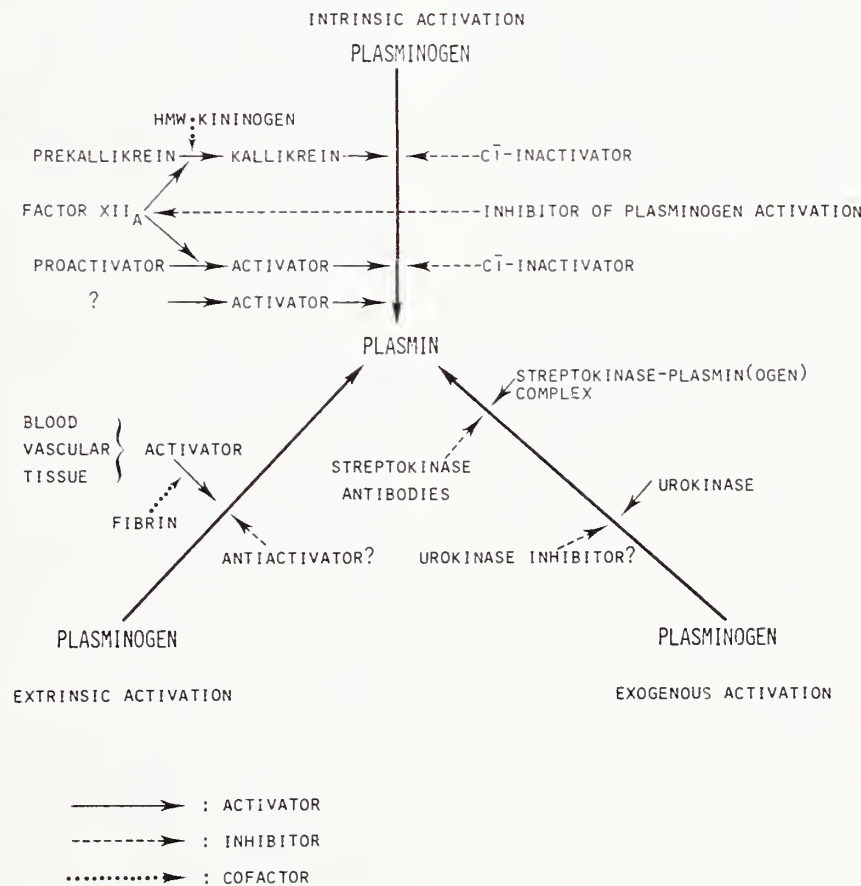 INTRINSIC ACTIVATION
PLASMINOGEN
HMW KININOGEN
PREKALLIKREIN KALLIKREIN C1̄-INACTIVATOR
FACTOR XIIA INHIBITOR OF PLASMINOGEN ACTIVATION
PROACTIVATOR ACTIVATOR C1̄-INACTIVATOR
? ACTIVATOR
PLASMIN
STREPTOKINASE-PLASMIN(OGEN)
COMPLEX
BLOOD
VASCULAR
TISSUE
ACTIVATOR
STREPTOKINASE
ANTIBODIES
UROKINASE
FIBRIN
ANTIACTIVATOR?
UROKINASE INHIBITOR?
PLASMINOGEN
PLASMINOGEN
EXTRINSIC ACTIVATION
EXOGENOUS ACTIVATION
: ACTIVATOR
: INHIBITOR
: COFACTOR